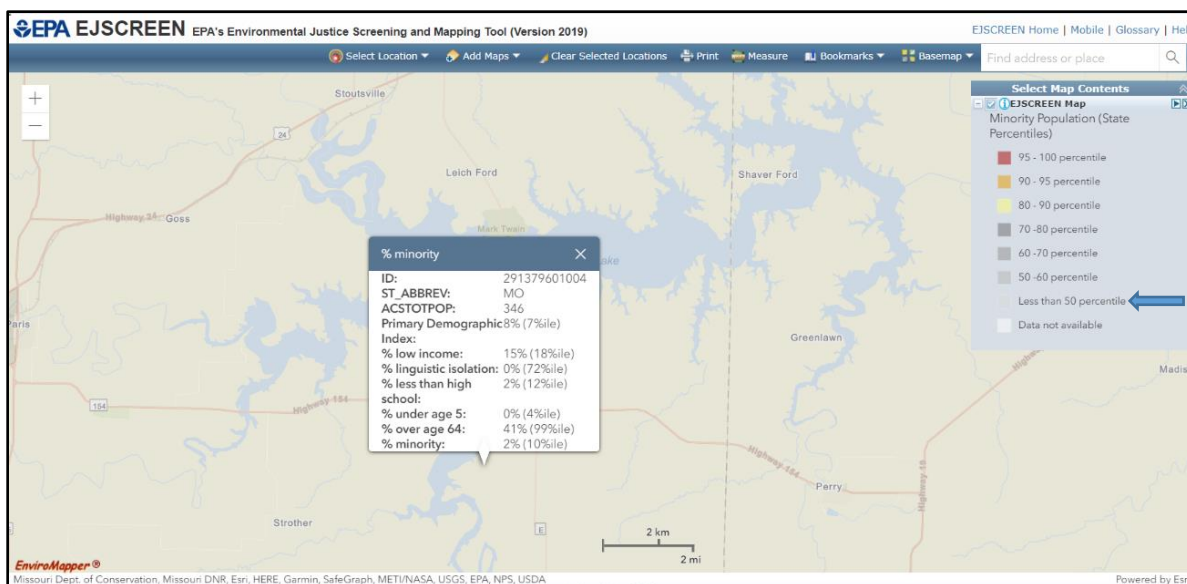 EPA EJSCREEN EPA's Environmental Justice Screening and Mapping Tool (Version 2019)
EJSCREEN Home | Mobile | Glossary | Hel
Select Location Add Maps Clear Selected Locations Print Measure Bookmarks Basemap Find address or place
Select Map Contents
EJSCREEN Map
Minority Population (State
Percentiles)
95 - 100 percentile
90 - 95 percentile
80 - 90 percentile
70 -80 percentile
60 -70 percentile
50 -60 percentile
Less than 50 percentile
Data not available
Stoutsville
24
Leich Ford
Shaver Ford
Highway 24
Goss
Mark Twain
ake
Paris
Greenlawn
Madis
154
Highway 154
Highway 154
Highway 19
Perry
Strother
E
% minority
ID: 291379601004
ST_ABBREV: MO
ACSTOTPOP: 346
Primary Demographic 8% (7%ile)
Index:
% low income: 15% (18%ile)
% linguistic isolation: 0% (72%ile)
% less than high 2% (12%ile)
school:
% under age 5: 0% (4%ile)
% over age 64: 41% (99%ile)
% minority: 2% (10%ile)
2 km
2 mi
EnviroMapper ®
Missouri Dept. of Conservation, Missouri DNR, Esri, HERE, Garmin, SafeGraph, METI/NASA, USGS, EPA, NPS, USDA
Powered by Esr